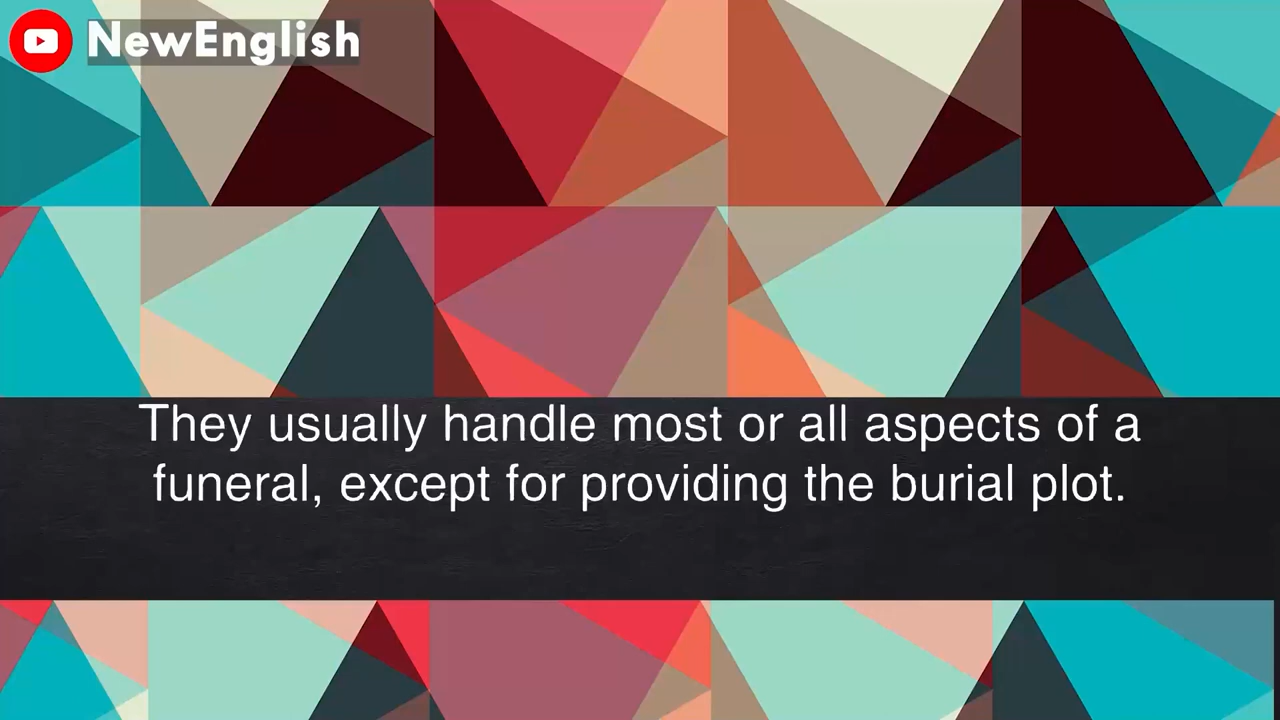 NewEnglish
They usually handle most or all aspects of a
funeral, except for providing the burial plot.